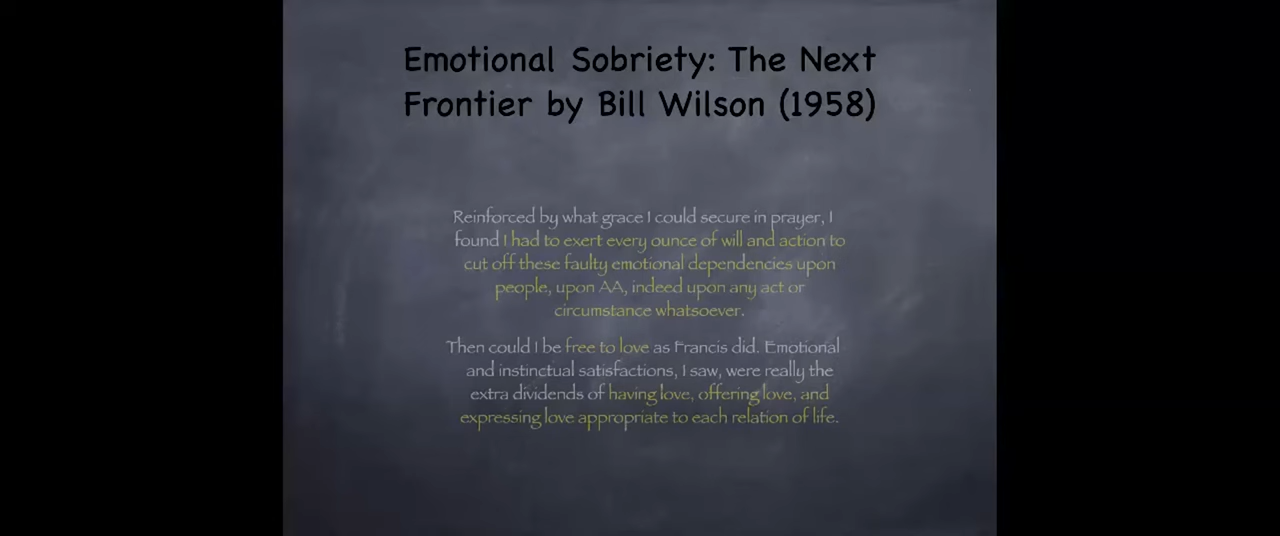 Emotional Sobriety: The Next
Frontier by Bill Wilson (1958)
Reinforced by what grace I could secure in prayer, I
found I had to exert every ounce of will and action to
cut off these faulty emotional dependencies upon
people, upon AA, indeed upon any act or
circumstance whatsoever.
Then could I be free to love as Francis did. Emotional
and instinctual satisfactions, I saw, were really the
extra dividends of having love, offering love, and
expressing love appropriate to each relation of life.